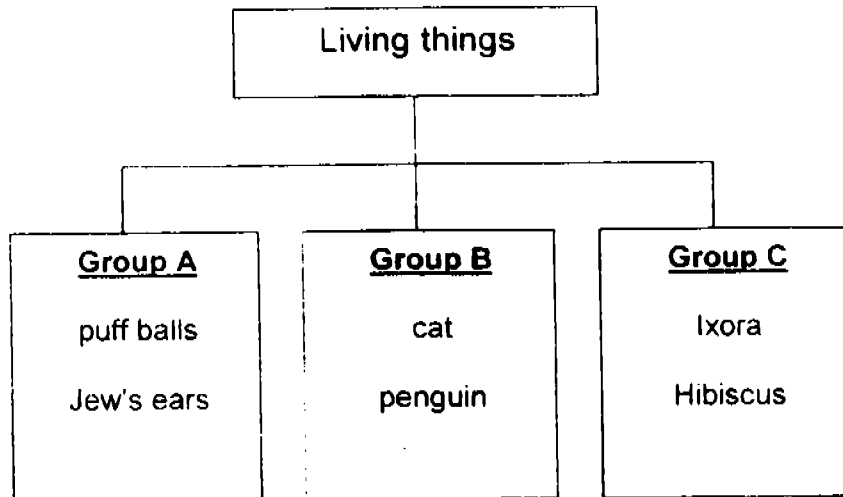 Living things
Group A
puff balls
Jew's ears
Group B
cat
penguin
Group C
Ixora
Hibiscus